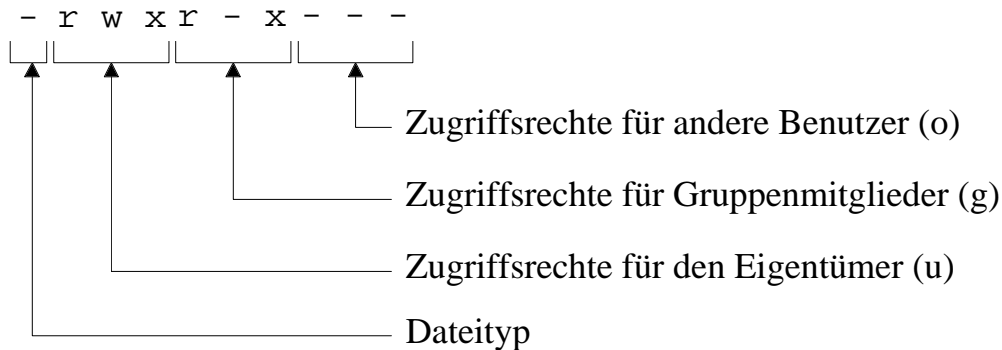 - r w x r - x - - -
Zugriffsrechte für andere Benutzer (o)
Zugriffsrechte für Gruppenmitglieder (g)
Zugriffsrechte für den Eigentümer (u)
Dateityp